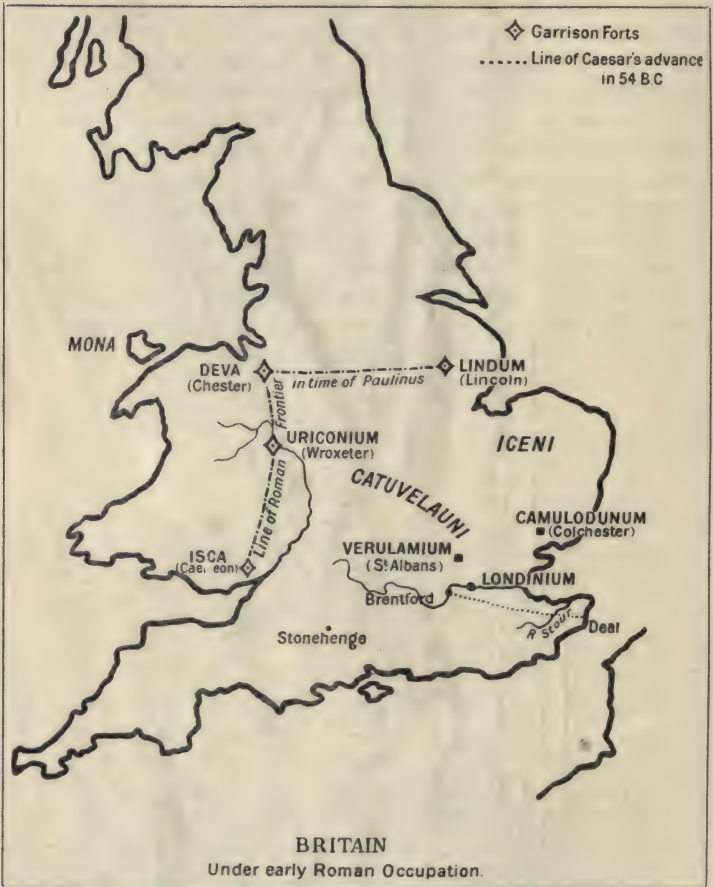 Garrison Forts
Line of Caesar's advance
in 54 B.C
MONA
DEVA
(Chester)
in time of Paulinus
LINDUM
(Lincoln)
Line of Roman Frontier
URICONIUM
(Wroxeter)
ICENI
CATUVELAUNI
CAMULODUNUM
(Colchester)
ISCA
VERULAMIUM
(St Albans)
LONDINIUM
Brentford
R Stour
Deal
Stonehenge
BRITAIN
Under early Roman Occupation.